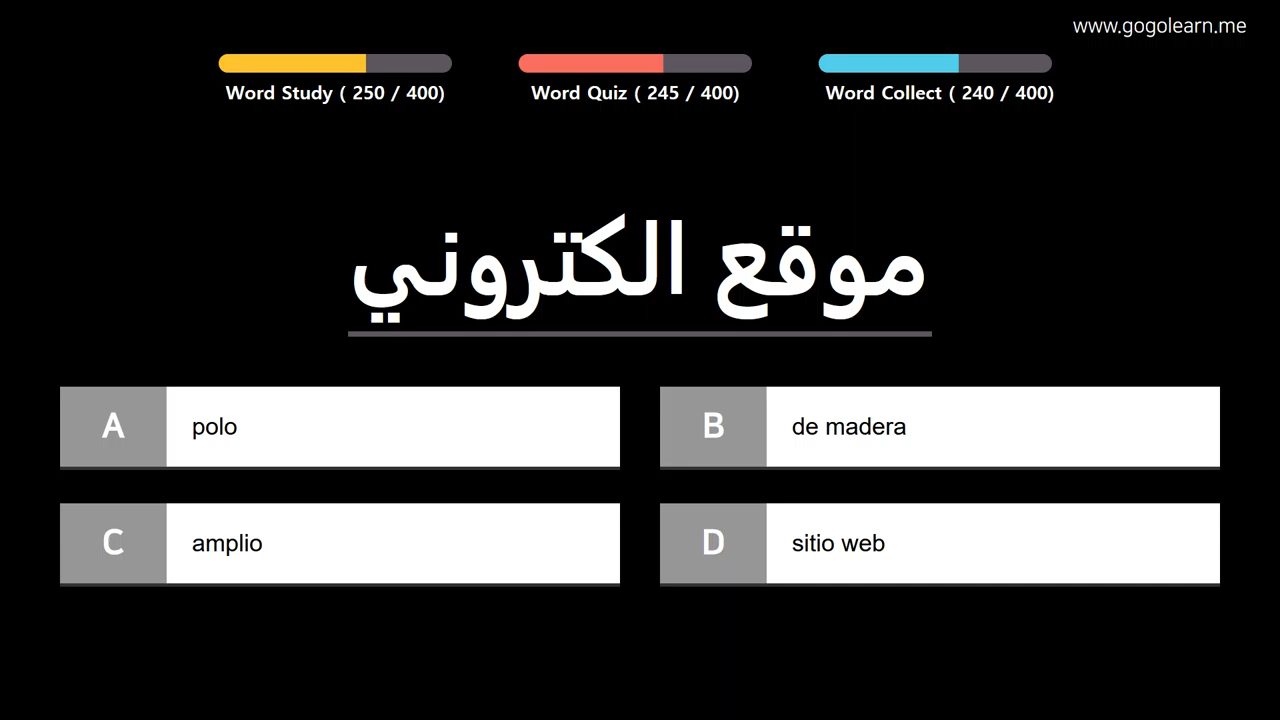 www.gogolearn.me
Word Study ( 250 / 400)
Word Quiz ( 245 / 400)
Word Collect ( 240 / 400)
موقع الكتروني
A polo
B de madera
C amplio
D sitio web